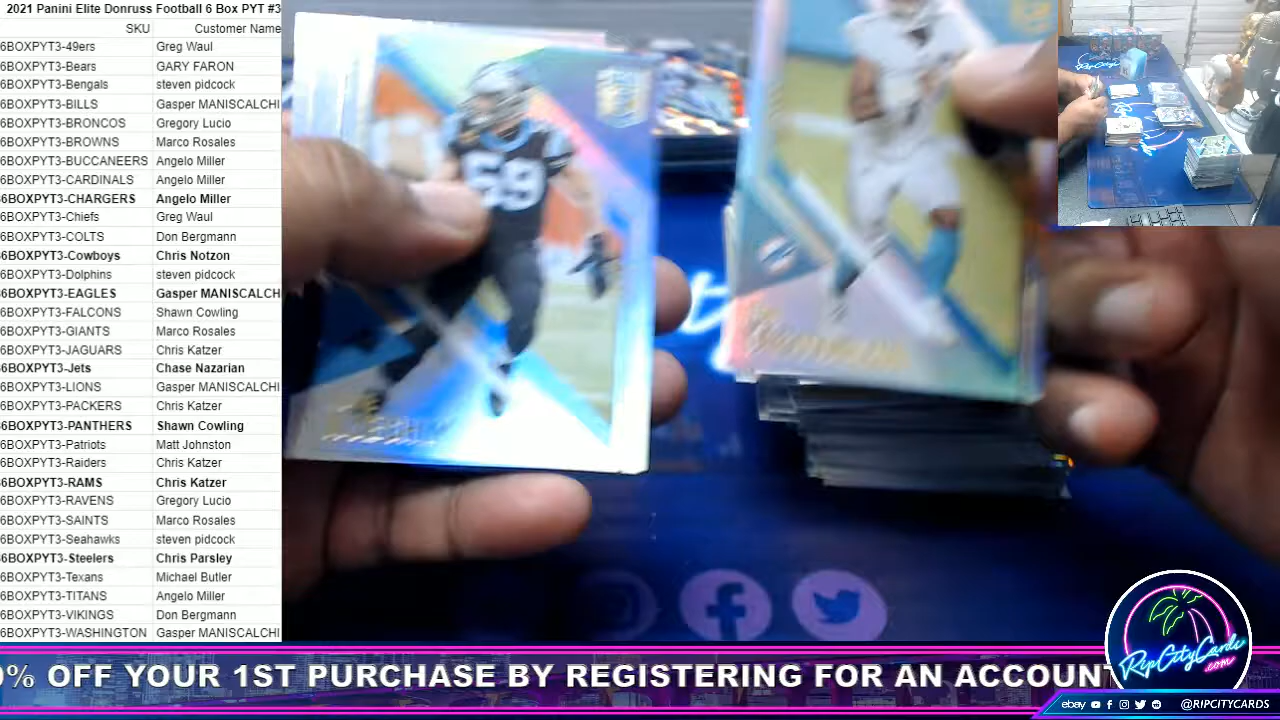 2021 Panini Elite Donruss Football 6 Box PYT #3
SKU Customer Name
6BOXPYT3-49ers Greg Waul
6BOXPYT3-Bears GARY FARON
6BOXPYT3-Bengals steven pidcock
6BOXPYT3-BILLS Gasper MANISCALCHI
6BOXPYT3-BRONCOS Gregory Lucio
6BOXPYT3-BROWNS Marco Rosales
6BOXPYT3-BUCCANEERS Angelo Miller
6BOXPYT3-CARDINALS Angelo Miller
6BOXPYT3-CHARGERS Angelo Miller
6BOXPYT3-Chiefs Greg Waul
6BOXPYT3-COLTS Don Bergmann
6BOXPYT3-Cowboys Chris Notzon
6BOXPYT3-Dolphins steven pidcock
6BOXPYT3-EAGLES Gasper MANISCALCH
6BOXPYT3-FALCONS Shawn Cowling
6BOXPYT3-GIANTS Marco Rosales
6BOXPYT3-JAGUARS Chris Katzer
6BOXPYT3-Jets Chase Nazarian
6BOXPYT3-LIONS Gasper MANISCALCHI
6BOXPYT3-PACKERS Chris Katzer
6BOXPYT3-PANTHERS Shawn Cowling
6BOXPYT3-Patriots Matt Johnston
6BOXPYT3-Raiders Chris Katzer
6BOXPYT3-RAMS Chris Katzer
6BOXPYT3-RAVENS Gregory Lucio
6BOXPYT3-SAINTS Marco Rosales
6BOXPYT3-Seahawks steven pidcock
6BOXPYT3-Steelers Chris Parsley
6BOXPYT3-Texans Michael Butler
6BOXPYT3-TITANS Angelo Miller
6BOXPYT3-VIKINGS Don Bergmann
6BOXPYT3-WASHINGTON Gasper MANISCALCHI
69
0% OFF YOUR 1ST PURCHASE BY REGISTERING FOR AN ACCOUNT
RipCityCards
.com
ebay @RIPCITYCARDS